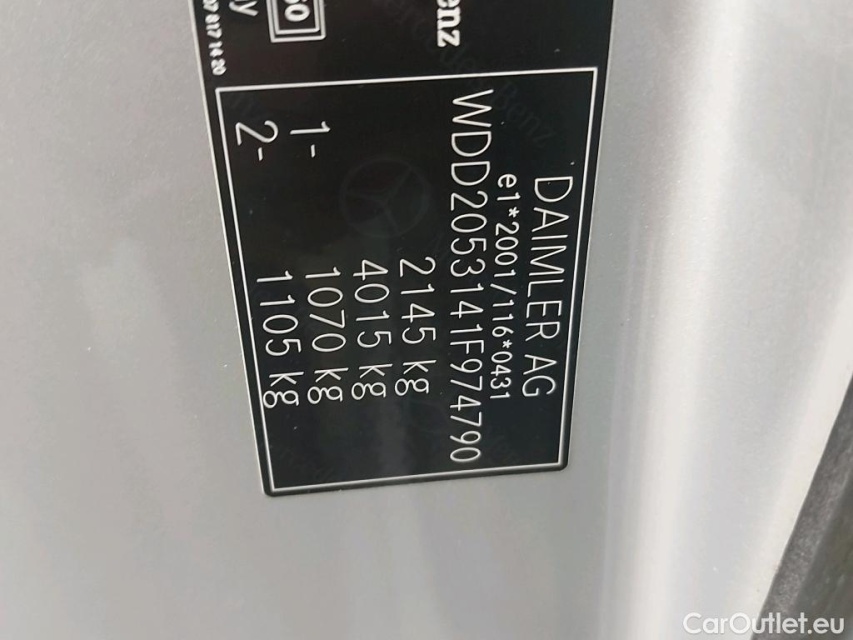 DAIMLER AG
e1*2001/116*0431
WDD2053141F974790
2145 kg
4015 kg
1- 1070 kg
2- 1105 kg
CarOutlet.eu